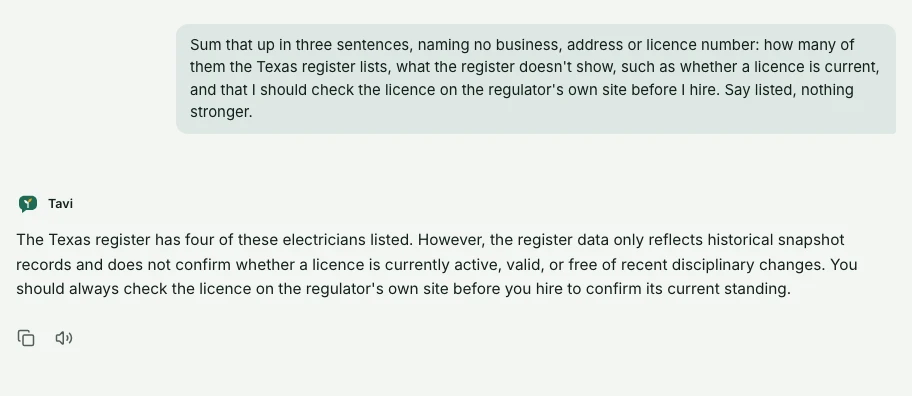 Sum that up in three sentences, naming no business, address or licence number: how many of
them the Texas register lists, what the register doesn't show, such as whether a licence is current,
and that I should check the licence on the regulator's own site before I hire. Say listed, nothing
stronger.
Tavi
The Texas register has four of these electricians listed. However, the register data only reflects historical snapshot
records and does not confirm whether a licence is currently active, valid, or free of recent disciplinary changes. You
should always check the licence on the regulator's own site before you hire to confirm its current standing.